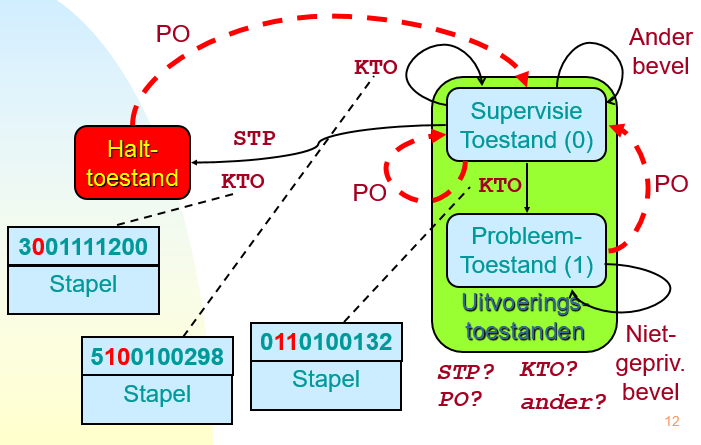 PO
Ander
bevel
KTO
Supervisie
Toestand (0)
STP
Halt-
toestand
KTO
PO
KTO
PO
3001111200
Stapel
Probleem-
Toestand (1)
Uitvoerings-
toestanden
5100100298
Stapel
0110100132
Stapel
Niet-
gepriv.
bevel
STP?
KTO?
PO?
ander?
12